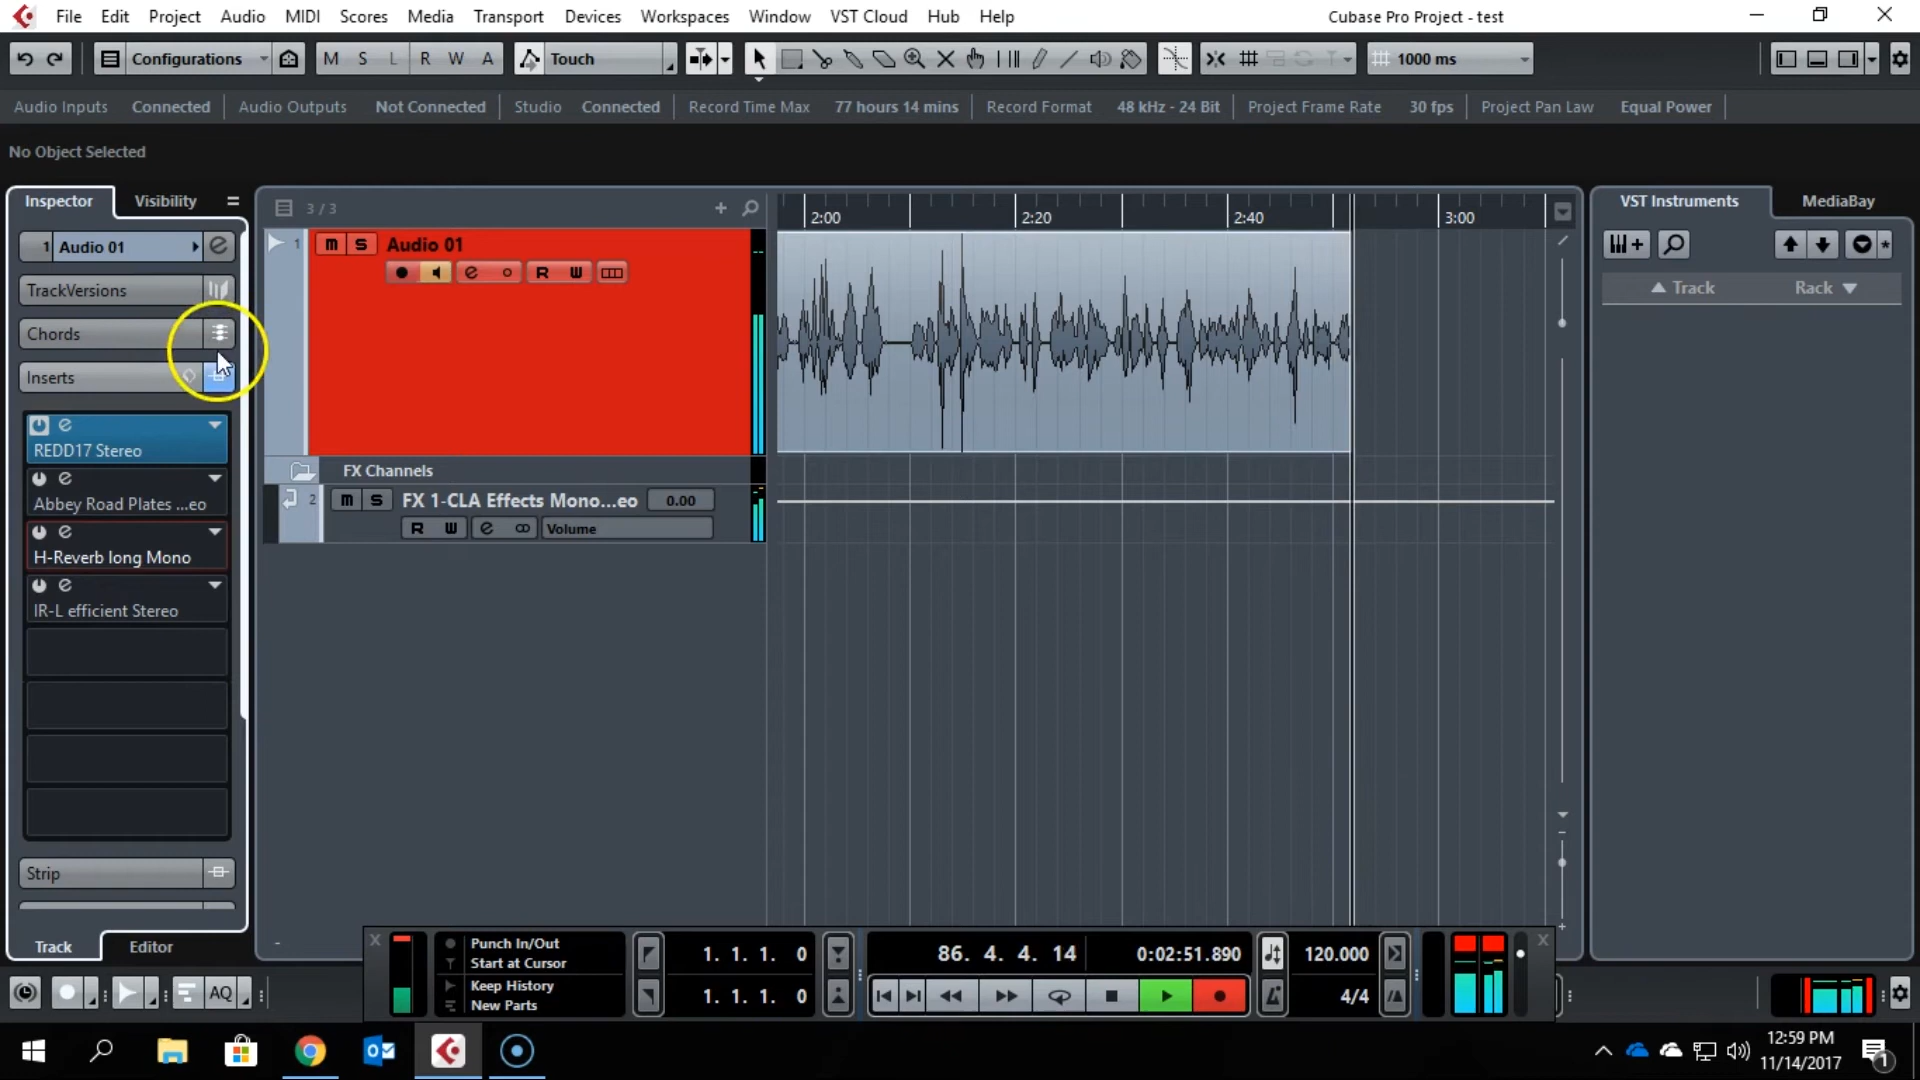 File Edit Project Audio MIDI Scores Media Transport Devices Workspaces Window VST Cloud Hub Help Cubase Pro Project - test
Configurations M S L R W A Touch 1000 ms
Audio Inputs Connected Audio Outputs Not Connected Studio Connected Record Time Max 77 hours 14 mins Record Format 48 kHz - 24 Bit Project Frame Rate 30 fps Project Pan Law Equal Power
No Object Selected
Inspector Visibility
1 Audio 01
TrackVersions
Chords
Inserts
REDD17 Stereo
Abbey Road Plates ...eo
H-Reverb long Mono
IR-L efficient Stereo
Strip
Track Editor
3 / 3
1 m S Audio 01
R W
FX Channels
2 m S FX 1-CLA Effects Mono...eo 0.00
R W Volume
2:00 2:20 2:40 3:00
VST Instruments MediaBay
Track Rack
AQ
Punch In/Out
Start at Cursor
Keep History
New Parts
1. 1. 1. 0
1. 1. 1. 0
86. 4. 4. 14 0:02:51.890
120.000
4/4
12:59 PM
11/14/2017
1